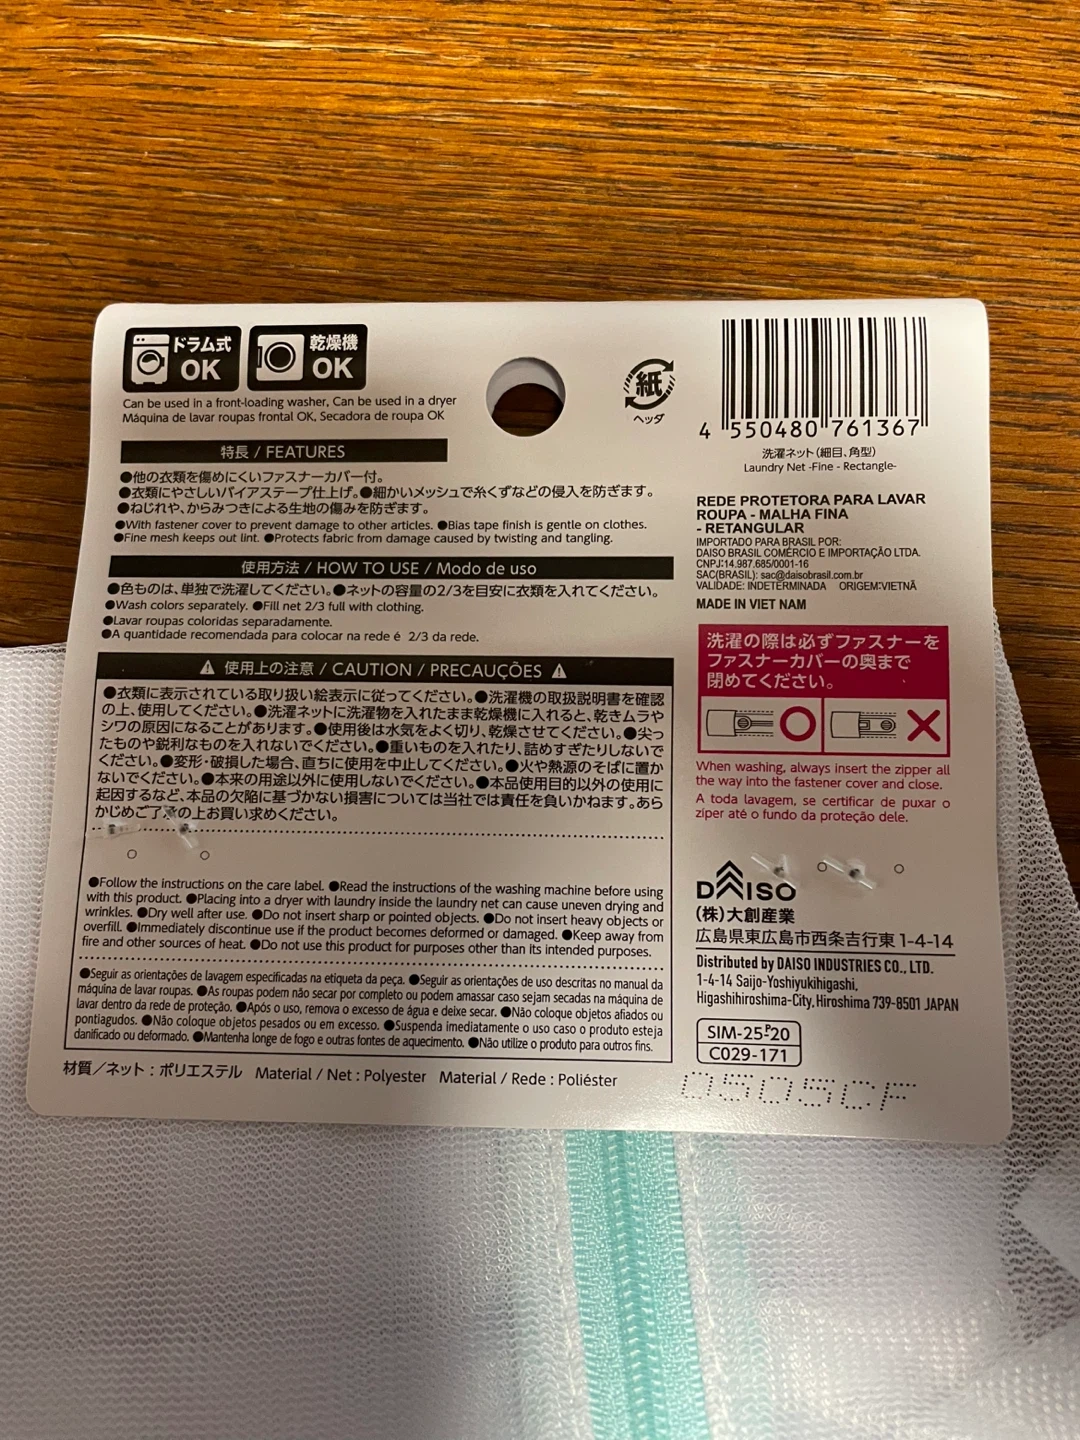 ドラム式
OK
乾燥機
OK
Can be used in a front-loading washer, Can be used in a dryer
Máquina de lavar roupas frontal OK, Secadora de roupa OK
特長 / FEATURES
●他の衣類を傷めにくいファスナーカバー付。
●衣類にやさしいバイアステープ仕上げ。●細かいメッシュで糸くずなどの侵入を防ぎます。
●ねじれや、からみつきによる生地の傷みを防ぎます。
●With fastener cover to prevent damage to other articles. ●Bias tape finish is gentle on clothes.
●Fine mesh keeps out lint. ●Protects fabric from damage caused by twisting and tangling.
使用方法 / HOW TO USE / Modo de uso
●色ものは、単独で洗濯してください。●ネットの容量の2/3を目安に衣類を入れてください。
●Wash colors separately. ●Fill net 2/3 full with clothing.
●Lavar roupas coloridas separadamente.
●A quantidade recomendada para colocar na rede é 2/3 da rede.
使用上の注意 / CAUTION / PRECAUÇÕES
●衣類に表示されている取り扱い絵表示に従ってください。●洗濯機の取扱説明書を確認
の上、使用してください。●洗濯ネットに洗濯物を入れたまま乾燥機に入れると、乾きムラや
シワの原因になることがあります。●使用後は水気をよく切り、乾燥させてください。●尖っ
たものや鋭利なものを入れないでください。●重いものを入れたり、詰めすぎたりしないで
ください。●変形・破損した場合、直ちに使用を中止してください。●火や熱源のそばに置か
ないでください。●本来の用途以外に使用しないでください。●本品使用目的以外の使用に
起因するなど、本品の欠陥に基づかない損害については当社では責任を負いかねます。あら
かじめご了承の上お買い求めください。
●Follow the instructions on the care label. ●Read the instructions of the washing machine before using
with this product. ●Placing into a dryer with laundry inside the laundry net can cause uneven drying and
wrinkles. ●Dry well after use. ●Do not insert sharp or pointed objects. ●Do not insert heavy objects or
overfill. ●Immediately discontinue use if the product becomes deformed or damaged. ●Keep away from
fire and other sources of heat. ●Do not use this product for purposes other than its intended purposes.
●Seguir as orientações de lavagem especificadas na etiqueta da peça. ●Seguir as orientações de uso descritas no manual da
máquina de lavar roupas. ●As roupas podem não secar por completo ou podem amassar caso sejam secadas na máquina de
lavar dentro da rede de proteção. ●Após o uso, remova o excesso de água e deixe secar. ●Não coloque objetos afiados ou
pontiagudos. ●Não coloque objetos pesados ou em excesso. ●Suspenda imediatamente o uso caso o produto esteja
danificado ou deformado. ●Mantenha longe de fogo e outras fontes de aquecimento. ●Não utilize o produto para outros fins.
材質/ネット:ポリエステル Material / Net : Polyester Material / Rede : Poliéster
紙
ヘッダ
4 550480 761367
洗濯ネット(細目、角型)
Laundry Net -Fine - Rectangle-
REDE PROTETORA PARA LAVAR
ROUPA - MALHA FINA
- RETANGULAR
IMPORTADO PARA BRASIL POR:
DAISO BRASIL COMÉRCIO E IMPORTAÇÃO LTDA.
CNPJ:14.987.685/0001-16
SAC(BRASIL): sac@daisobrasil.com.br
VALIDADE: INDETERMINADA ORIGEM:VIETNÃ
MADE IN VIET NAM
洗濯の際は必ずファスナーを
ファスナーカバーの奥まで
閉めてください。
When washing, always insert the zipper all
the way into the fastener cover and close.
A toda lavagem, se certificar de puxar o
ziper até o fundo da proteção dele.
DAISO
(株)大創産業
広島県東広島市西条吉行東1-4-14
Distributed by DAISO INDUSTRIES CO., LTD.
1-4-14 Saijo-Yoshiyukihigashi,
Higashihiroshima-City, Hiroshima 739-8501 JAPAN
SIM-25-P20
C029-171
0505CF